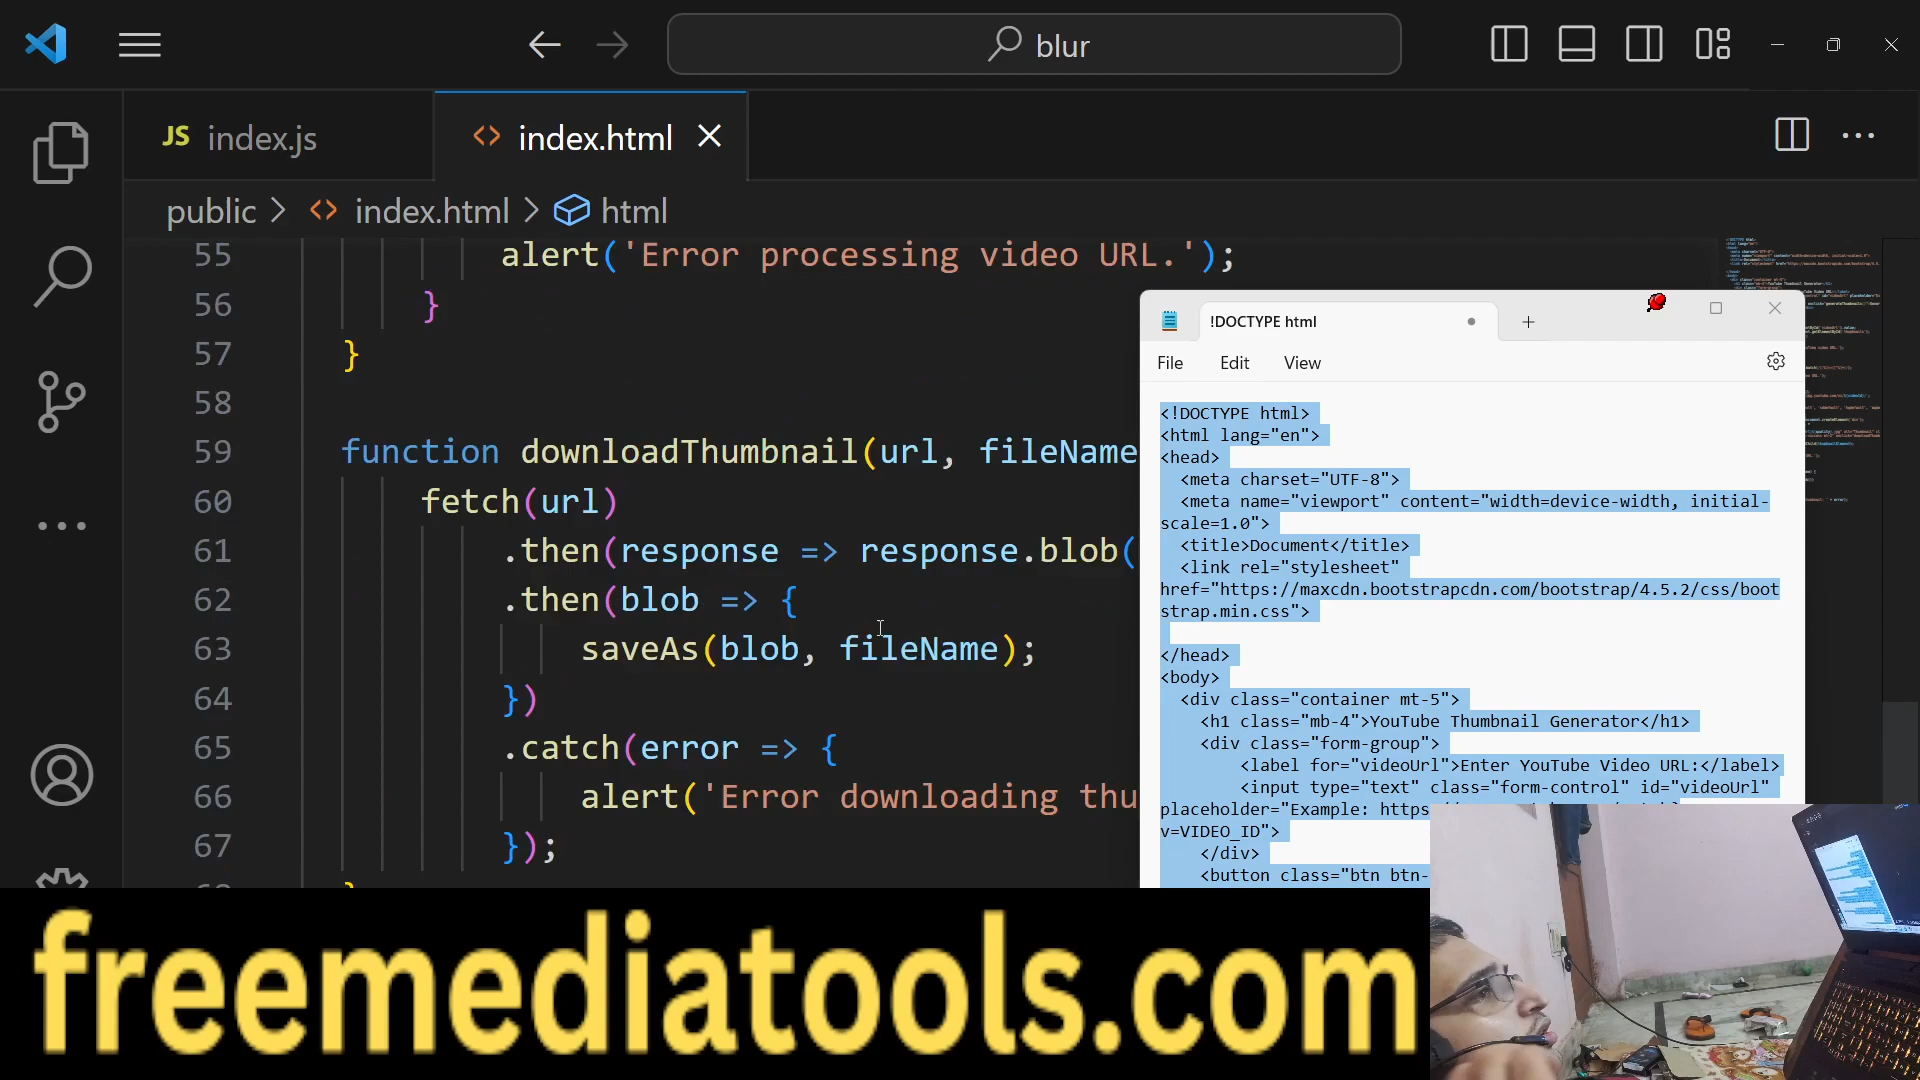 blur
JS index.js
index.html
public > index.html > html
55 alert('Error processing video URL.');
56 }
57 }
58
59 function downloadThumbnail(url, fileName
60 fetch(url)
61 .then(response => response.blob(
62 .then(blob => {
63 saveAs(blob, fileName);
64 })
65 .catch(error => {
66 alert('Error downloading thu
67 });
!DOCTYPE html
File Edit View
<!DOCTYPE html>
<html lang="en">
<head>
<meta charset="UTF-8">
<meta name="viewport" content="width=device-width, initial-
scale=1.0">
<title>Document</title>
<link rel="stylesheet"
href="https://maxcdn.bootstrapcdn.com/bootstrap/4.5.2/css/boot
strap.min.css">
</head>
<body>
<div class="container mt-5">
<h1 class="mb-4">YouTube Thumbnail Generator</h1>
<div class="form-group">
<label for="videoUrl">Enter YouTube Video URL:</label>
<input type="text" class="form-control" id="videoUrl"
placeholder="Example: https
v=VIDEO_ID">
</div>
<button class="btn btn-
freemediatools.com